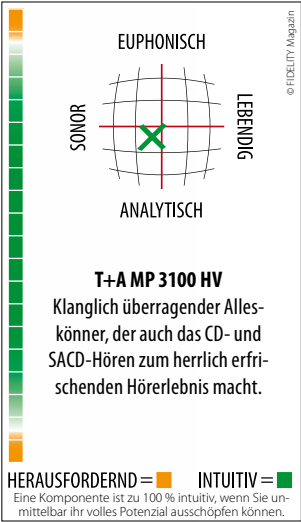 © FIDELITY Magazin
EUPHONISCH
SONOR
LEBENDIG
ANALYTISCH
T+A MP 3100 HV
Klanglich überragender Alles-
könner, der auch das CD- und
SACD-Hören zum herrlich erfri-
schenden Hörerlebnis macht.
HERAUSFORDERND = INTUITIV =
Eine Komponente ist zu 100 % intuitiv, wenn Sie un-
mittelbar ihr volles Potenzial ausschöpfen können.